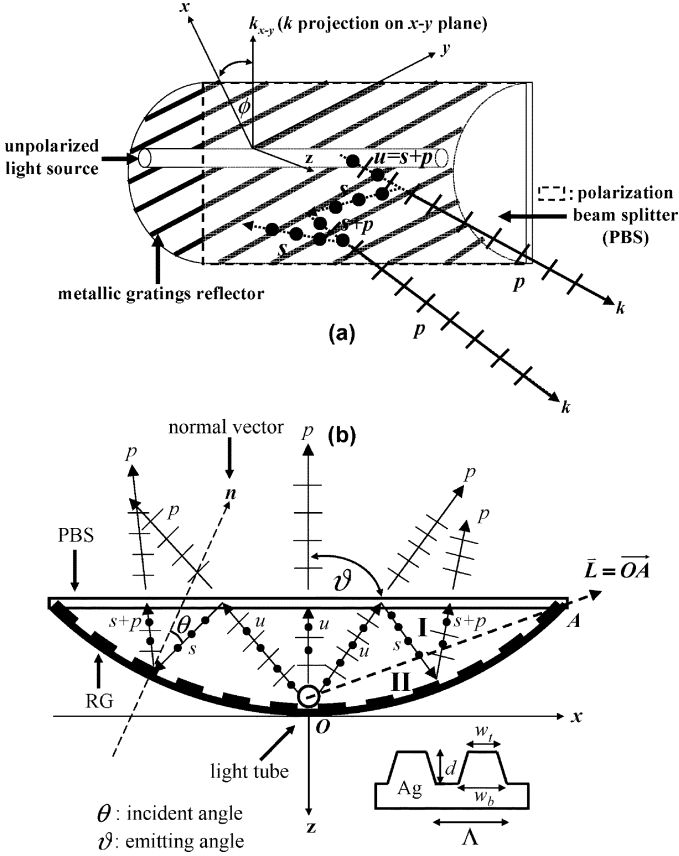 x
k_{x-y} (k projection on x-y plane)
y
ϕ
unpolarized
light source
z
u=s+p
s
s+p
s
: polarization
beam splitter
(PBS)
p
k
metallic gratings reflector
p
(a)
k
normal vector
(b)
p
p
n
p
p
p
PBS
ϑ
L̄ = OA
s+p
θ
s
u
u
u
I
s
s+p
A
II
RG
O
x
light tube
w_t
d
Ag
w_b
Λ
θ : incident angle
ϑ : emitting angle
z